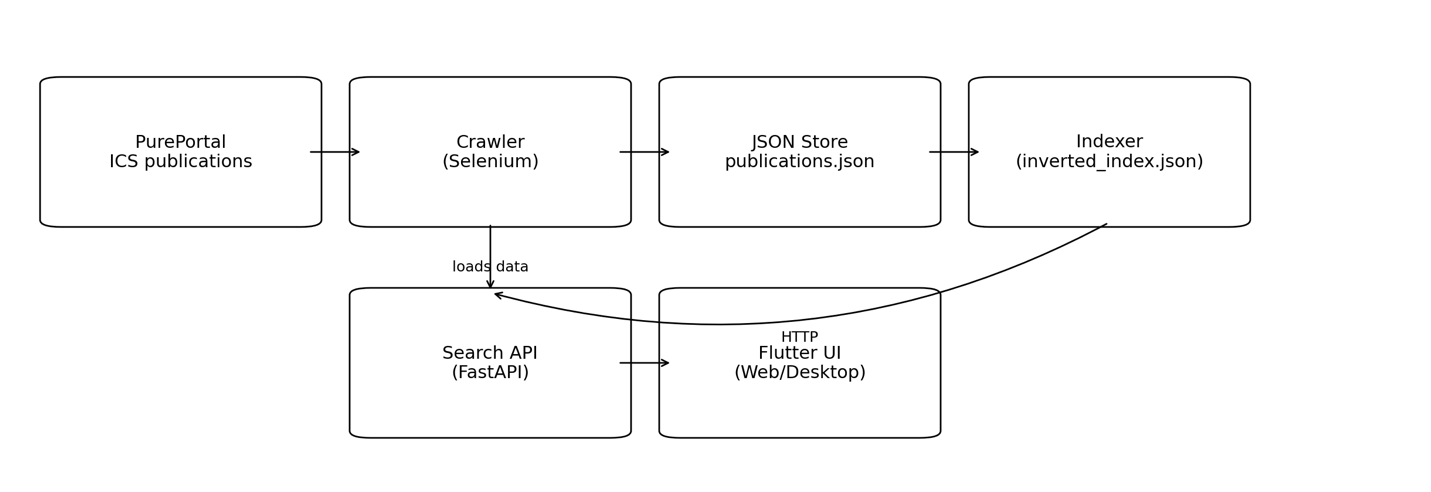 PurePortal
ICS publications
Crawler
(Selenium)
JSON Store
publications.json
Indexer
(inverted_index.json)
loads data
Search API
(FastAPI)
HTTP
Flutter UI
(Web/Desktop)